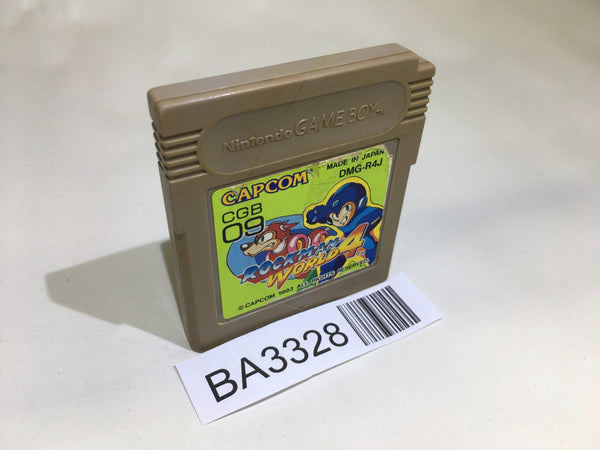 Nintendo GAME BOY™
CAPCOM
MADE IN JAPAN
DMG-R4J
CGB
09
ROCKMAN
WORLD 4
© CAPCOM 1993 ALL RIGHTS RESERVED
BA3328